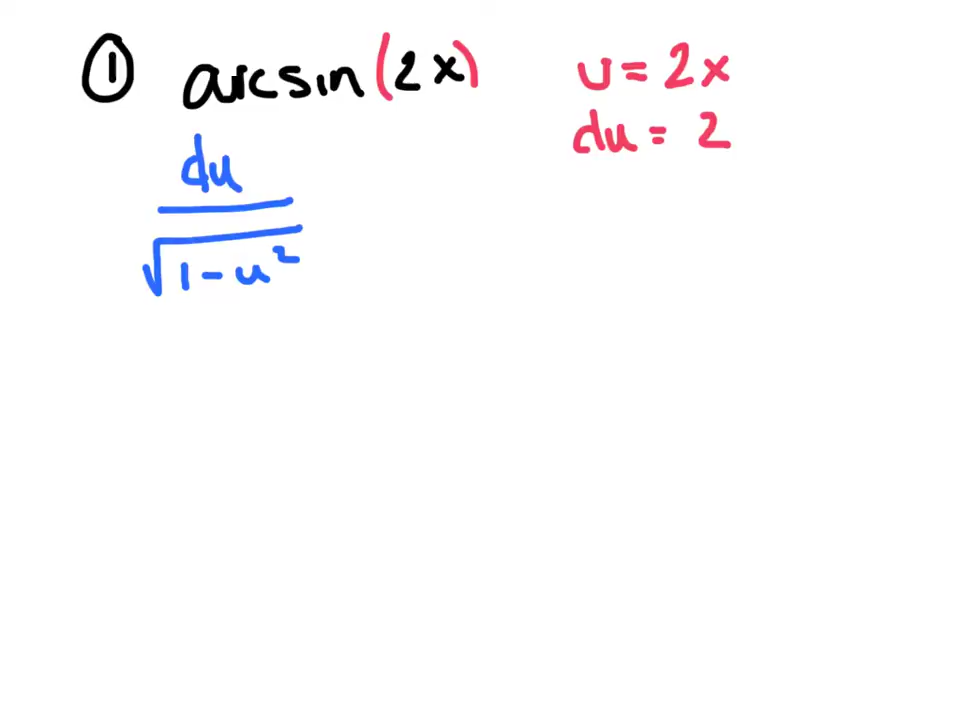 ① arcsin(2x)
u = 2x
du = 2
du
√1-u²